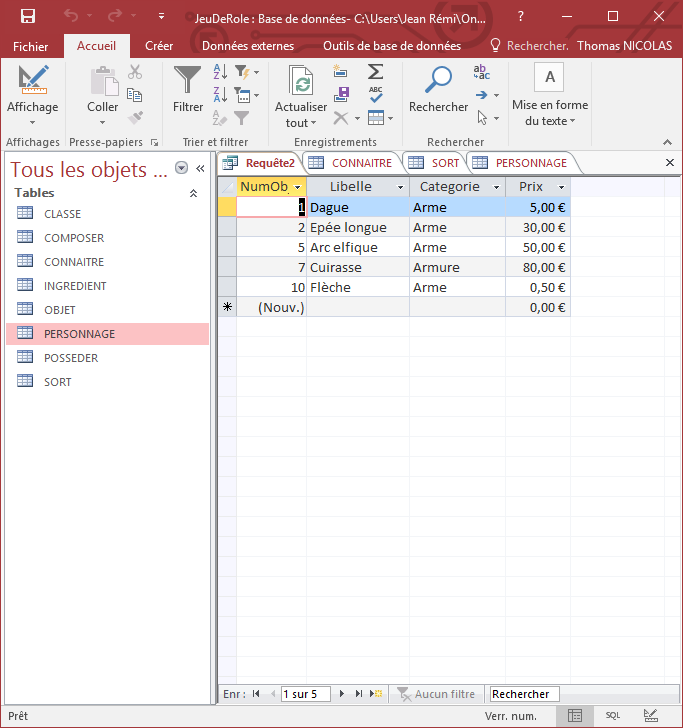 JeuDeRole : Base de données- C:\Users\Jean Rémi\On...
Fichier Accueil Créer Données externes Outils de base de données Rechercher. Thomas NICOLAS
Affichage Coller Filtrer Actualiser tout Rechercher Mise en forme du texte
Affichages Presse-papiers Trier et filtrer Enregistrements Rechercher
Tous les objets ...
Tables
CLASSE
COMPOSER
CONNAITRE
INGREDIENT
OBJET
PERSONNAGE
POSSEDER
SORT
Requête2 CONNAITRE SORT PERSONNAGE
NumOb Libelle Categorie Prix
1 Dague Arme 5,00 €
2 Epée longue Arme 30,00 €
5 Arc elfique Arme 50,00 €
7 Cuirasse Armure 80,00 €
10 Flèche Arme 0,50 €
(Nouv.) 0,00 €
Enr : 1 sur 5 Aucun filtre Rechercher
Prêt Verr. num. SQL